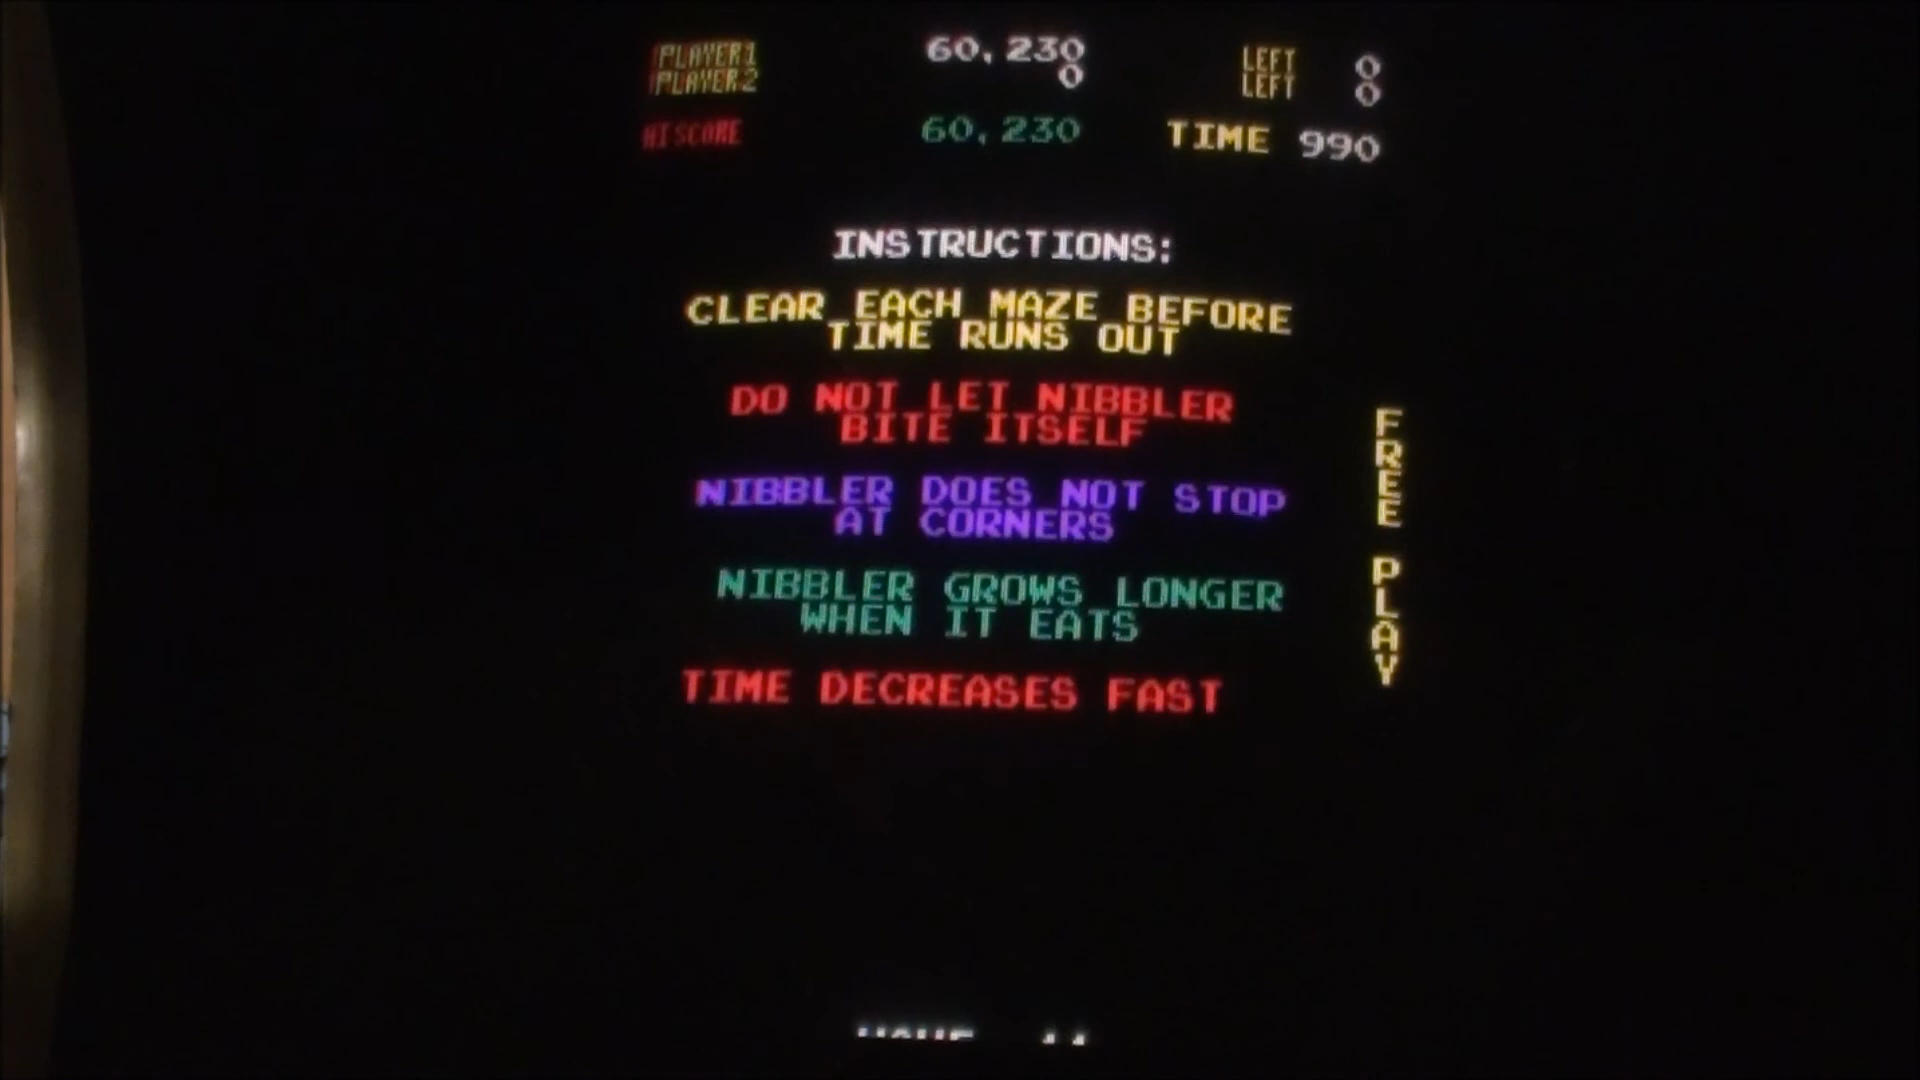 PLAYER1 60,230 LEFT 0
PLAYER2 0 LEFT 0
HISCORE 60,230 TIME 990
INSTRUCTIONS:
CLEAR EACH MAZE BEFORE
TIME RUNS OUT
DO NOT LET NIBBLER
BITE ITSELF
NIBBLER DOES NOT STOP
AT CORNERS
NIBBLER GROWS LONGER
WHEN IT EATS
TIME DECREASES FAST
FREE PLAY